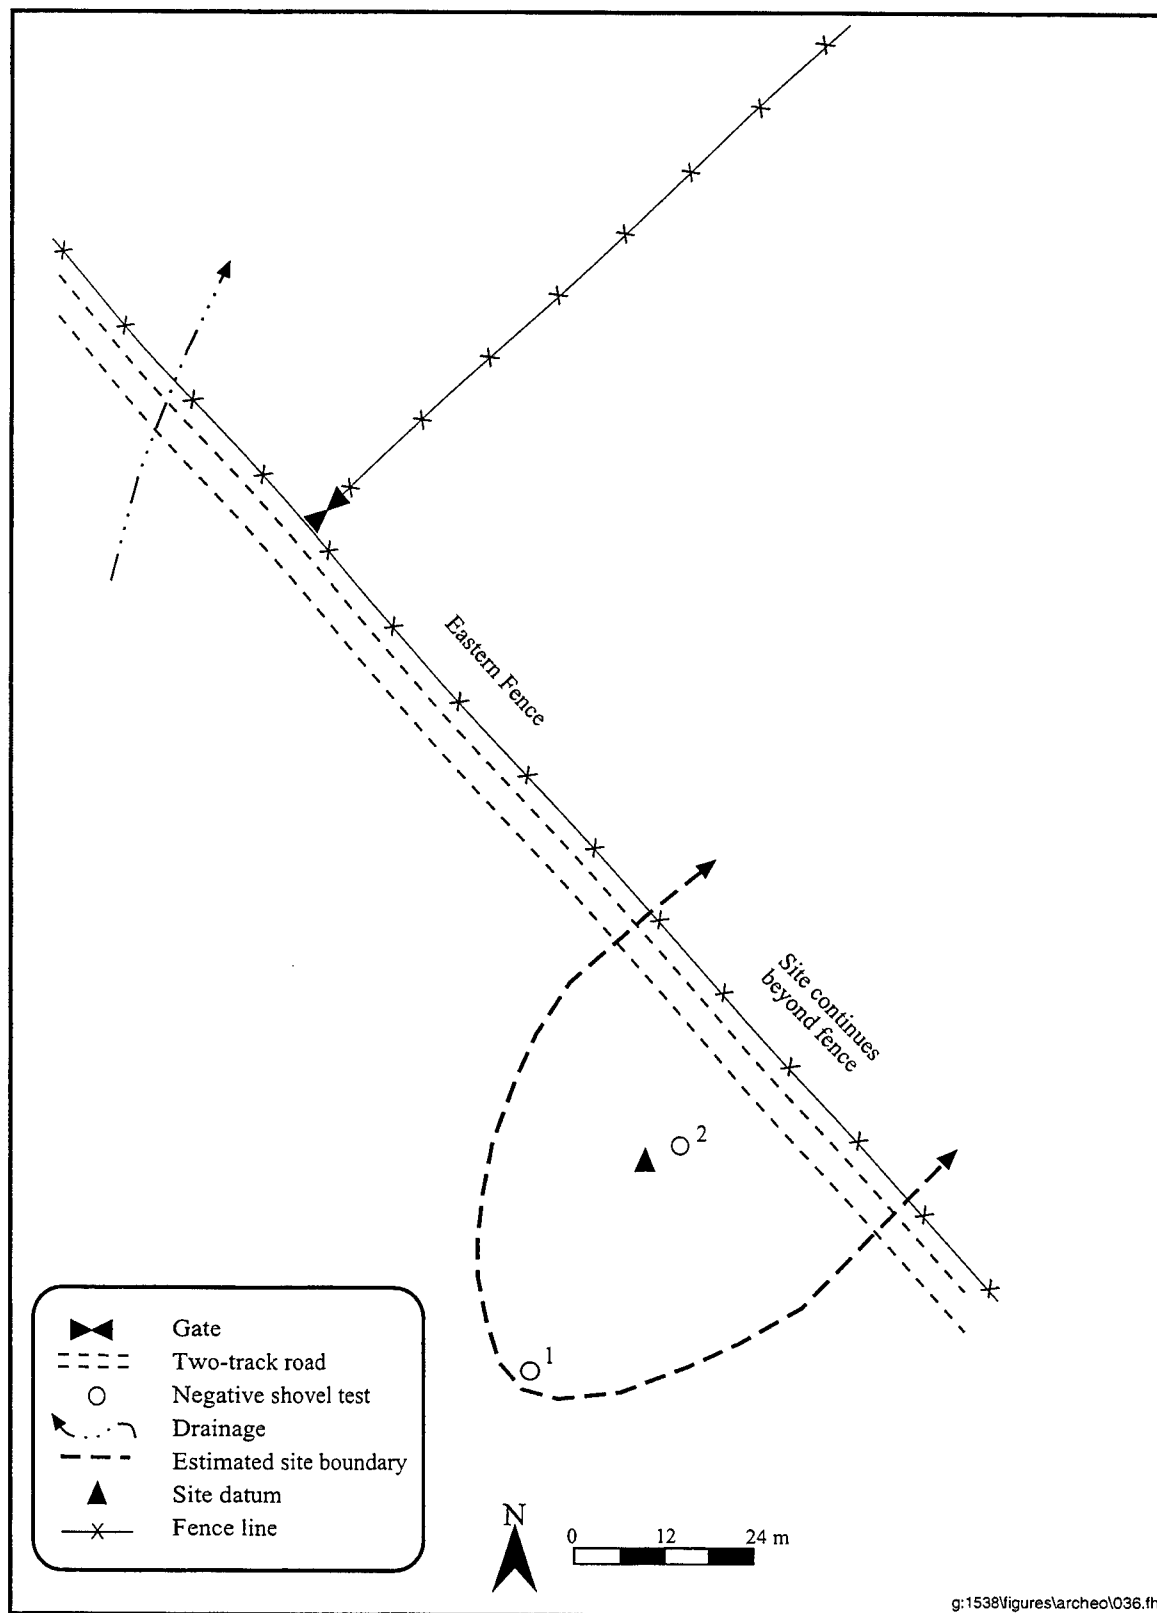 Eastern Fence
Site continues
beyond fence
2
1
Gate
Two-track road
Negative shovel test
Drainage
Estimated site boundary
Site datum
Fence line
N
0 12 24 m
g:1538\figures\archeo\036.fh